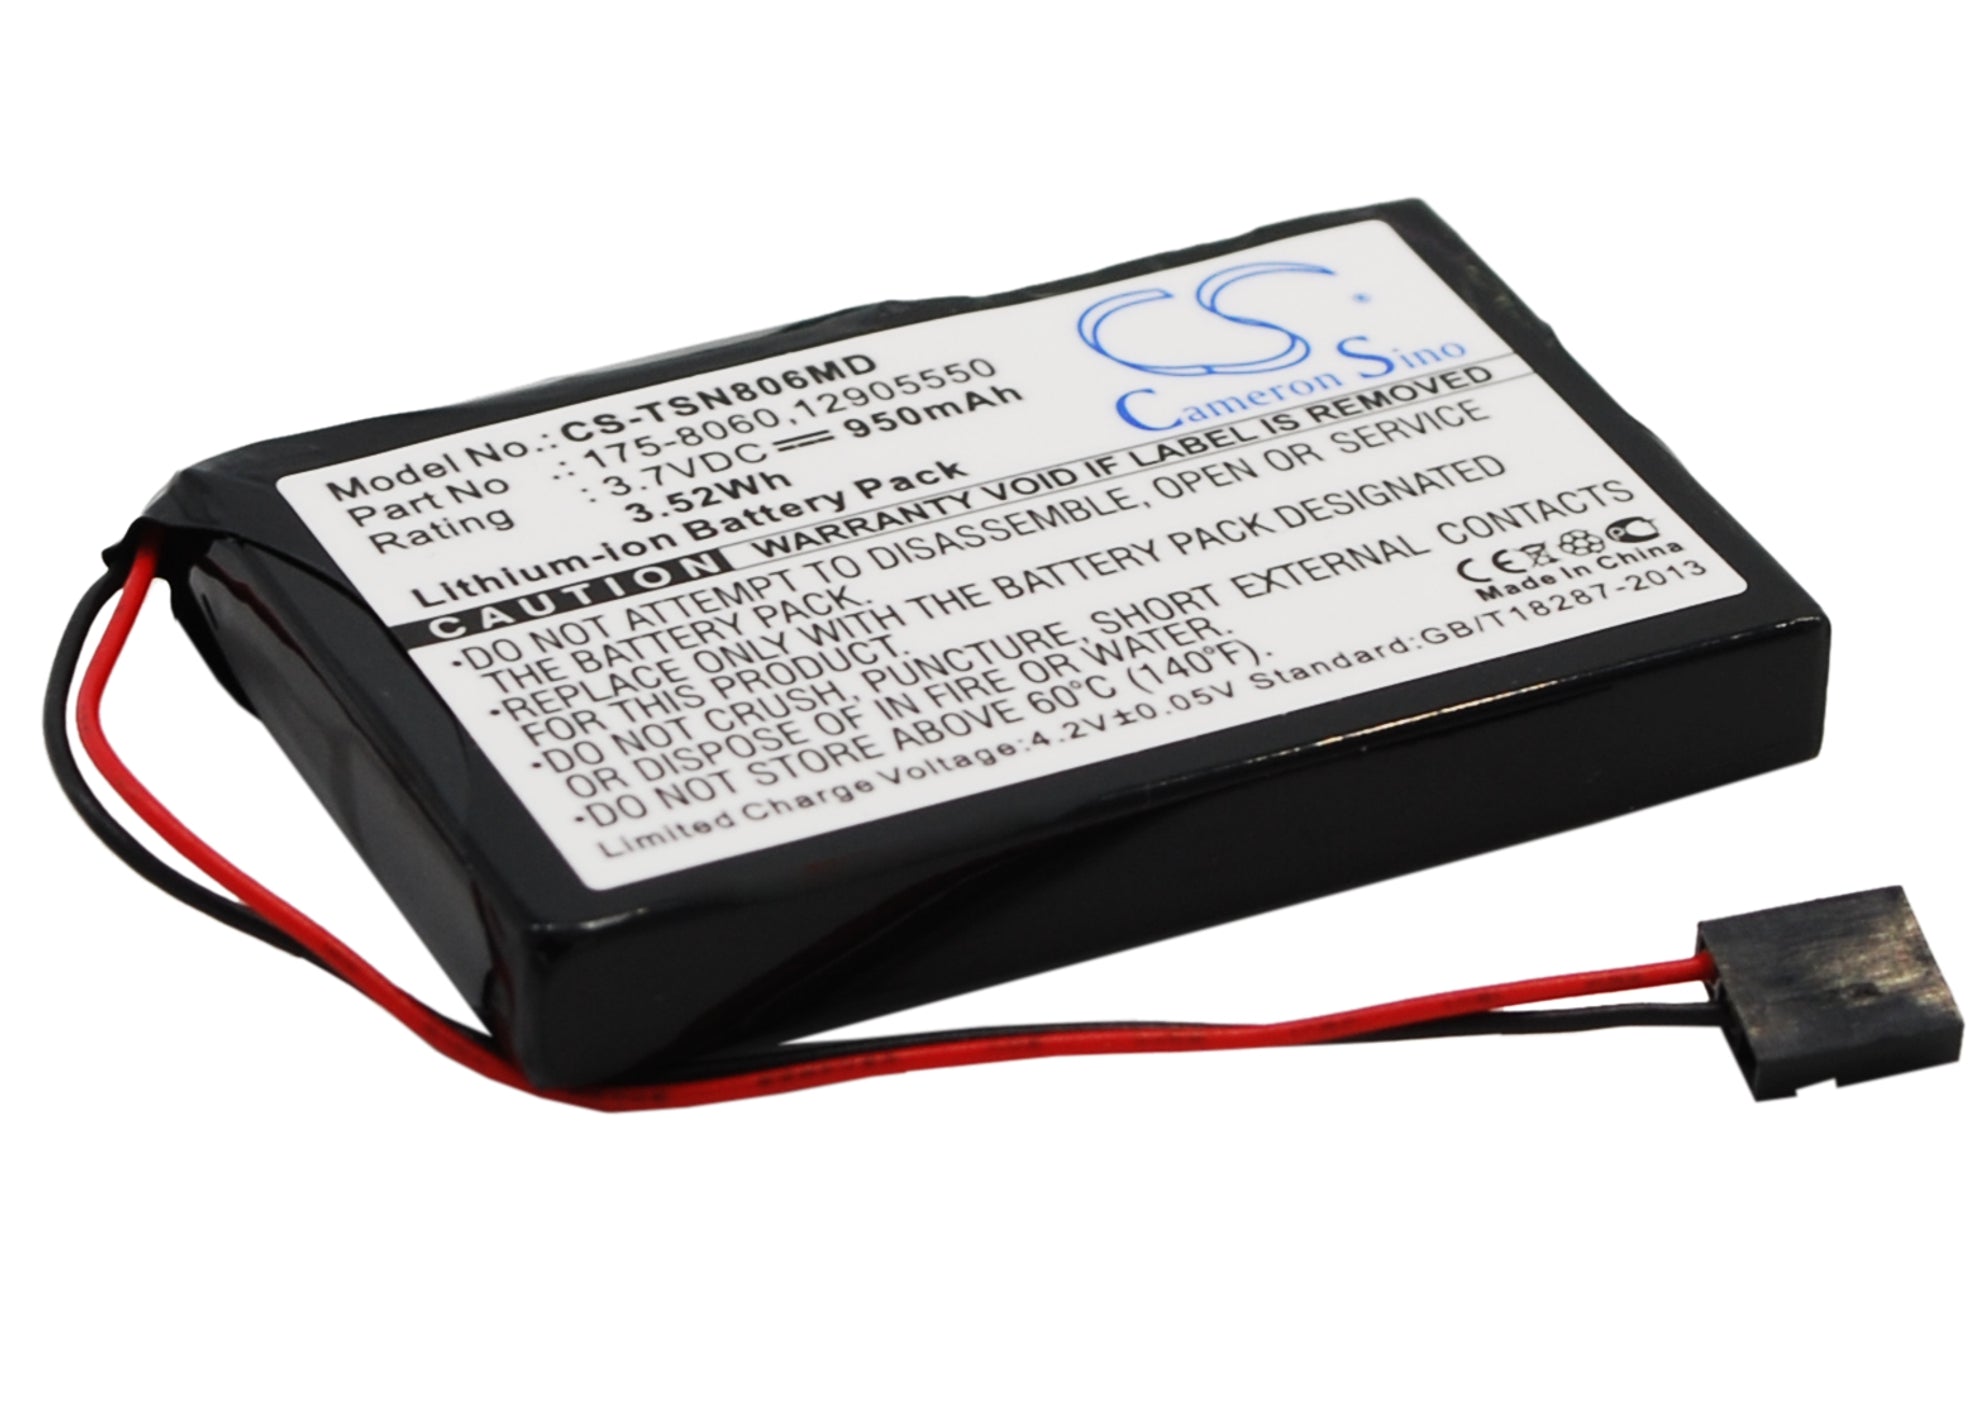 CS
Cameron Sino
Model No.: CS-TSN806MD
Part No : 175-8060,12905550
Rating : 3.7VDC 950mAh
3.52Wh
Lithium-ion Battery Pack
CAUTION WARRANTY VOID IF LABEL IS REMOVED
•DO NOT ATTEMPT TO DISASSEMBLE, OPEN OR SERVICE
THE BATTERY PACK.
•REPLACE ONLY WITH THE BATTERY PACK DESIGNATED
FOR THIS PRODUCT.
•DO NOT CRUSH, PUNCTURE, SHORT EXTERNAL CONTACTS
OR DISPOSE OF IN FIRE OR WATER.
•DO NOT STORE ABOVE 60°C (140°F).
CE
Made in China
Limited Charge Voltage:4.2V±0.05V Standard:GB/T18287-2013